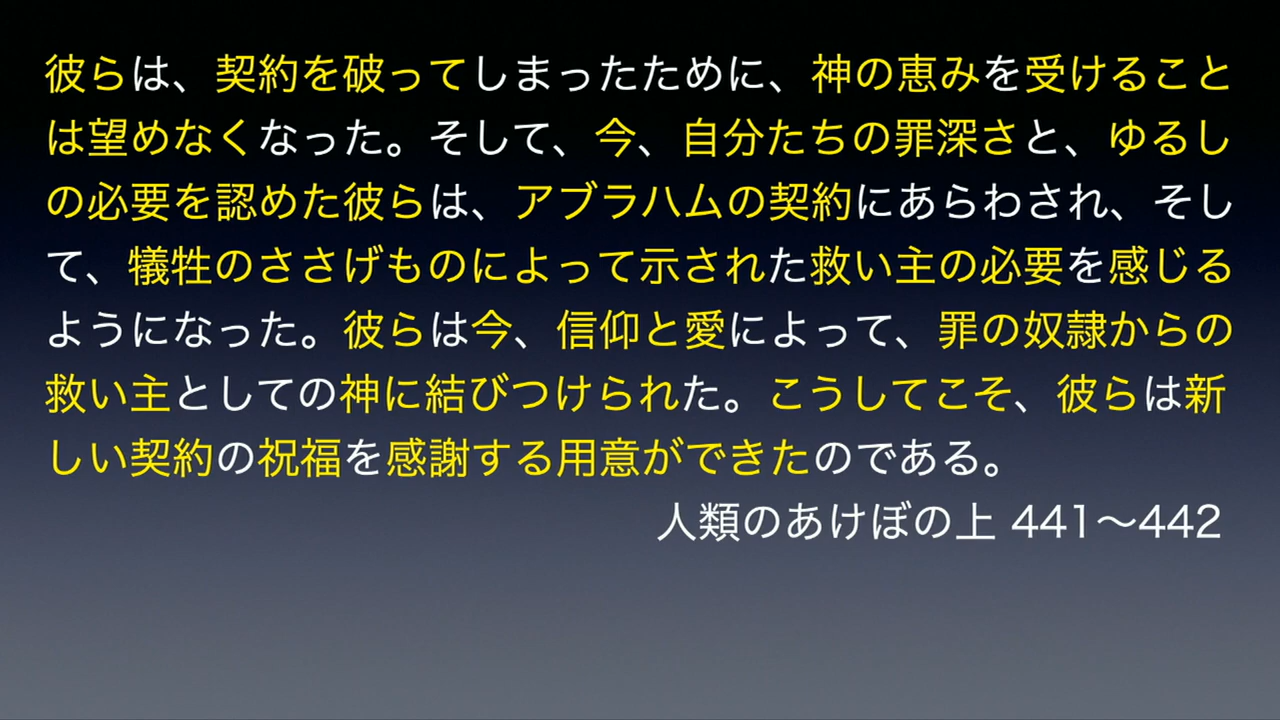 彼らは、契約を破ってしまったために、神の恵みを受けること
は望めなくなった。そして、今、自分たちの罪深さと、ゆるし
の必要を認めた彼らは、アブラハムの契約にあらわされ、そし
て、犠牲のささげものによって示された救い主の必要を感じる
ようになった。彼らは今、信仰と愛によって、罪の奴隷からの
救い主としての神に結びつけられた。こうしてこそ、彼らは新
しい契約の祝福を感謝する用意ができたのである。
人類のあけぼの上 441〜442